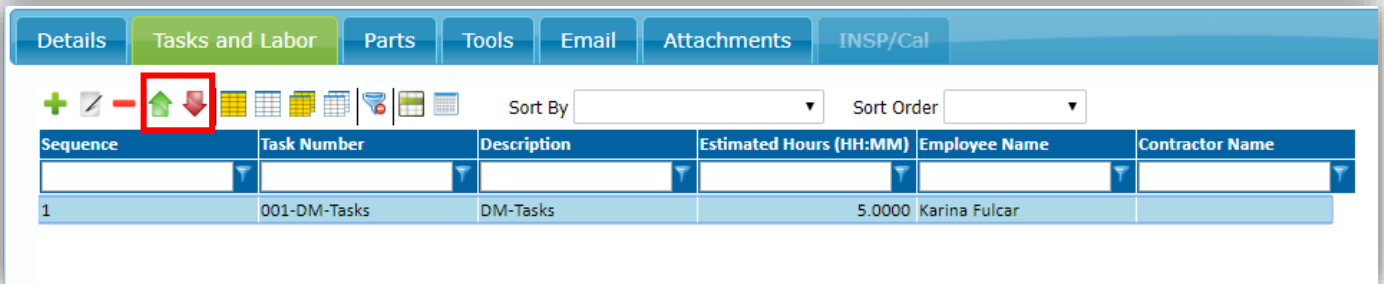 Details Tasks and Labor Parts Tools Email Attachments INSP/Cal
Sort By Sort Order
Sequence Task Number Description Estimated Hours (HH:MM) Employee Name Contractor Name
1 001-DM-Tasks DM-Tasks 5.0000 Karina Fulcar